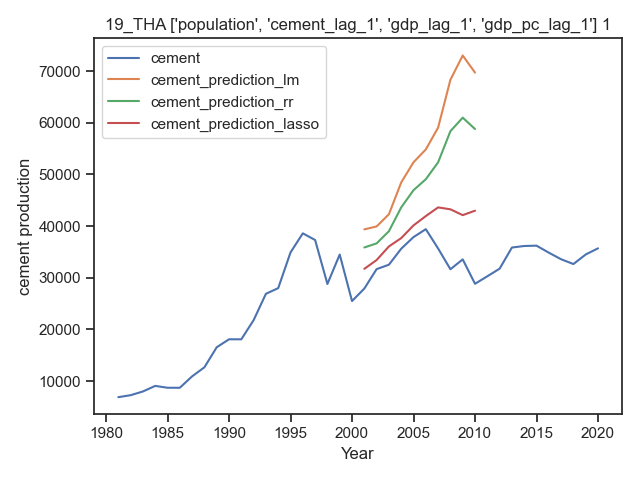 19_THA ['population', 'cement_lag_1', 'gdp_lag_1', 'gdp_pc_lag_1'] 1
cement
cement_prediction_lm
cement_prediction_rr
cement_prediction_lasso
cement production
70000
60000
50000
40000
30000
20000
10000
1980 1985 1990 1995 2000 2005 2010 2015 2020
Year